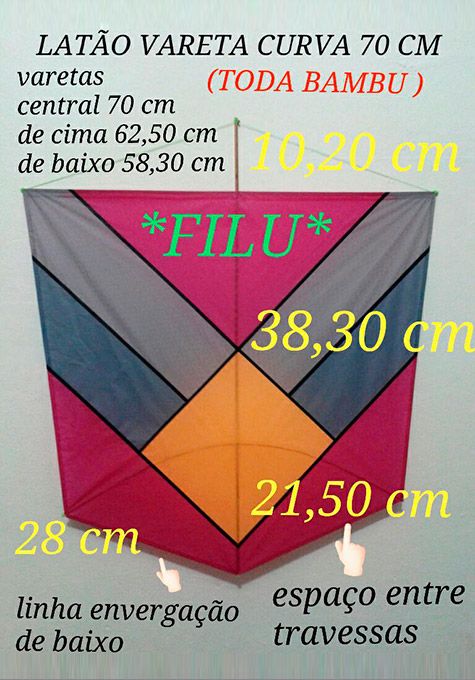 LATÃO VARETA CURVA 70 CM
(TODA BAMBU )
varetas
central 70 cm
de cima 62,50 cm
de baixo 58,30 cm
10,20 cm
*FILU*
38,30 cm
21,50 cm
28 cm
linha envergação
de baixo
espaço entre
travessas